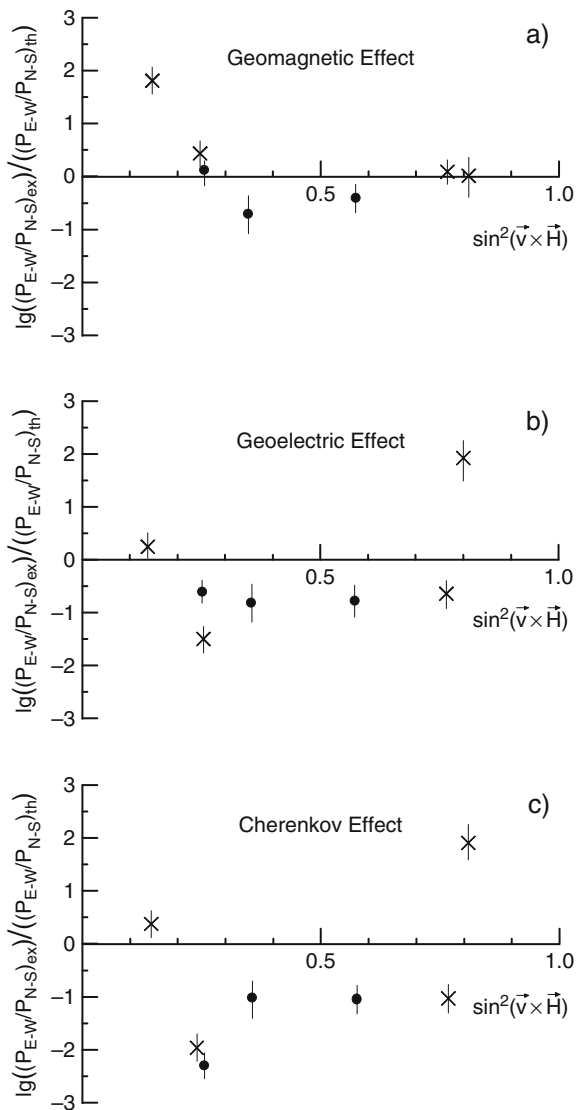 a)
Geomagnetic Effect
3
2
1
0
−1
−2
−3
0.5
1.0
sin²(v⃗ × H⃗)
lg((P_E-W/P_N-S)_ex)/((P_E-W/P_N-S)_th)
b)
Geoelectric Effect
3
2
1
0
−1
−2
−3
0.5
1.0
sin²(v⃗ × H⃗)
lg((P_E-W/P_N-S)_ex)/((P_E-W/P_N-S)_th)
c)
Cherenkov Effect
3
2
1
0
−1
−2
−3
0.5
1.0
sin²(v⃗ × H⃗)
lg((P_E-W/P_N-S)_ex)/((P_E-W/P_N-S)_th)